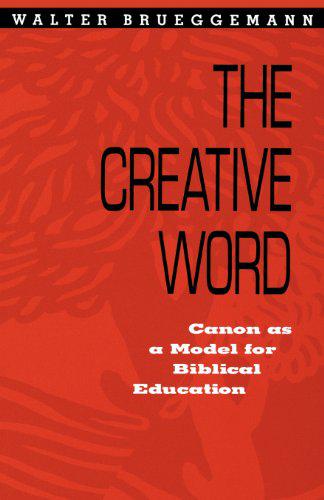 WALTER BRUEGGEMANN
THE
CREATIVE
WORD
Canon as
a Model for
Biblical
Education